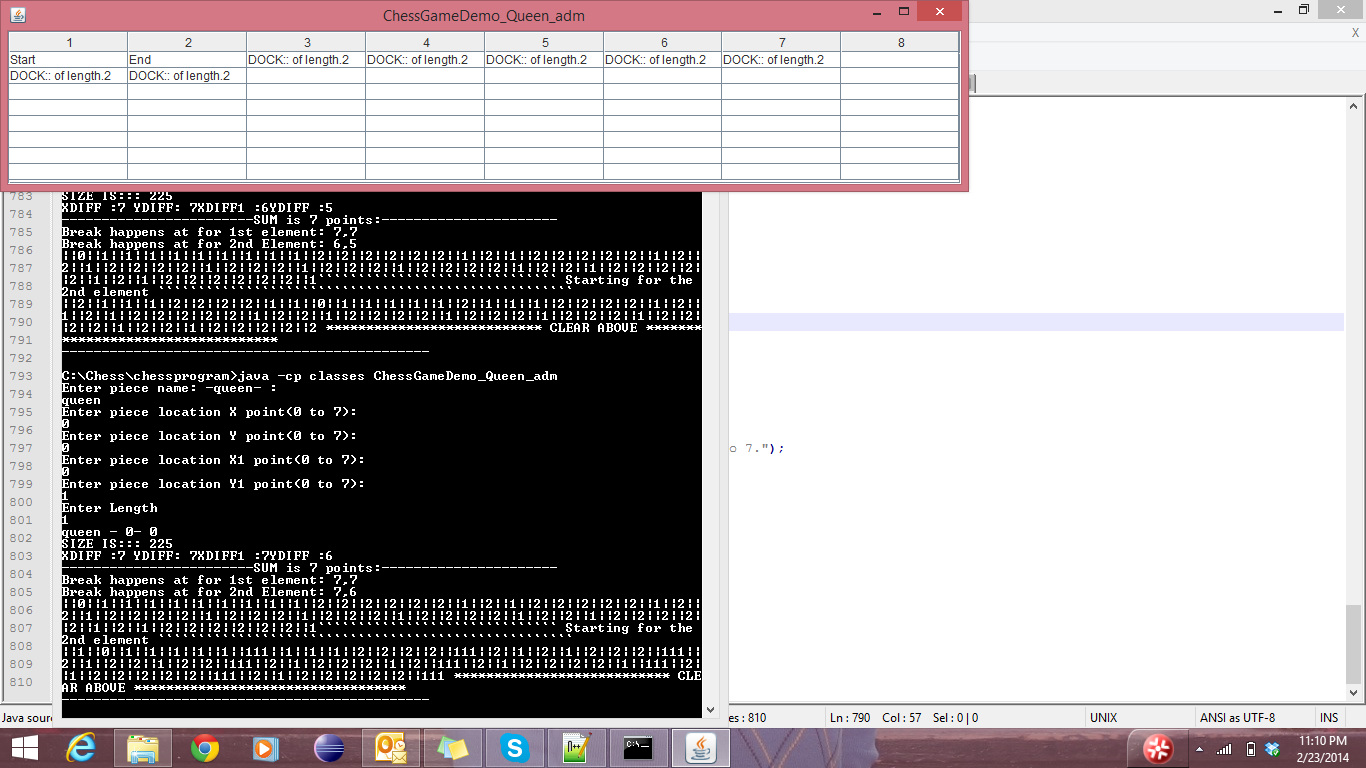 ChessGameDemo_Queen_adm
X
1 2 3 4 5 6 7 8
Start End DOCK:: of length.2 DOCK:: of length.2 DOCK:: of length.2 DOCK:: of length.2 DOCK:: of length.2
DOCK:: of length.2 DOCK:: of length.2
783
784
785
786
787
788
789
790
791
792
793
794
795
796
797
798
799
800
801
802
803
804
805
806
807
808
809
810
SIZE IS::: 225
XDIFF :7 YDIFF: 7XDIFF1 :6YDIFF :5
------------------------SUM is 7 points:----------------------
Break happens at for 1st element: 7,7
Break happens at for 2nd Element: 6,5
Starting for the
2nd element
*************************** CLEAR ABOVE *******
***************************
----------------------------------------------
C:\Chess\chessprogram>java -cp classes ChessGameDemo_Queen_adm
Enter piece name: -queen- :
queen
Enter piece location X point(0 to 7):
0
Enter piece location Y point(0 to 7):
0
Enter piece location X1 point(0 to 7):
0
Enter piece location Y1 point(0 to 7):
1
Enter Length
1
queen - 0- 0
SIZE IS::: 225
XDIFF :7 YDIFF: 7XDIFF1 :7YDIFF :6
------------------------SUM is 7 points:----------------------
Break happens at for 1st element: 7,7
Break happens at for 2nd Element: 7,6
Starting for the
2nd element
*************************** CLE
AR ABOVE **********************************
----------------------------------------------
o 7.");
Java sour
es : 810 Ln : 790 Col : 57 Sel : 0 | 0 UNIX ANSI as UTF-8 INS
11:10 PM
2/23/2014